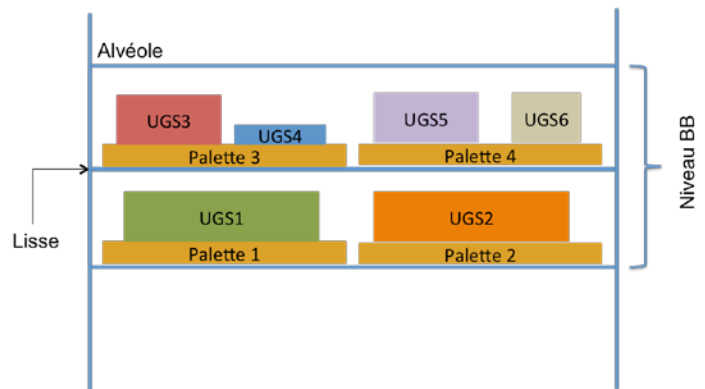 Alvéole
UGS3
UGS4
UGS5
UGS6
Palette 3
Palette 4
Niveau BB
Lisse
UGS1
UGS2
Palette 1
Palette 2